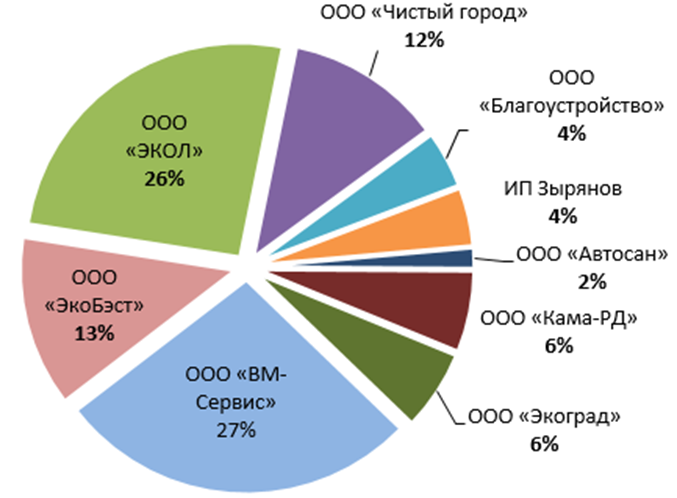 ООО «Чистый город»
12%
ООО
«Благоустройство»
4%
ИП Зырянов
4%
ООО «Автосан»
2%
ООО «Кама-РД»
6%
ООО «Экоград»
6%
ООО «ВМ-
Сервис»
27%
ООО
«ЭкоБэст»
13%
ООО
«ЭКОЛ»
26%